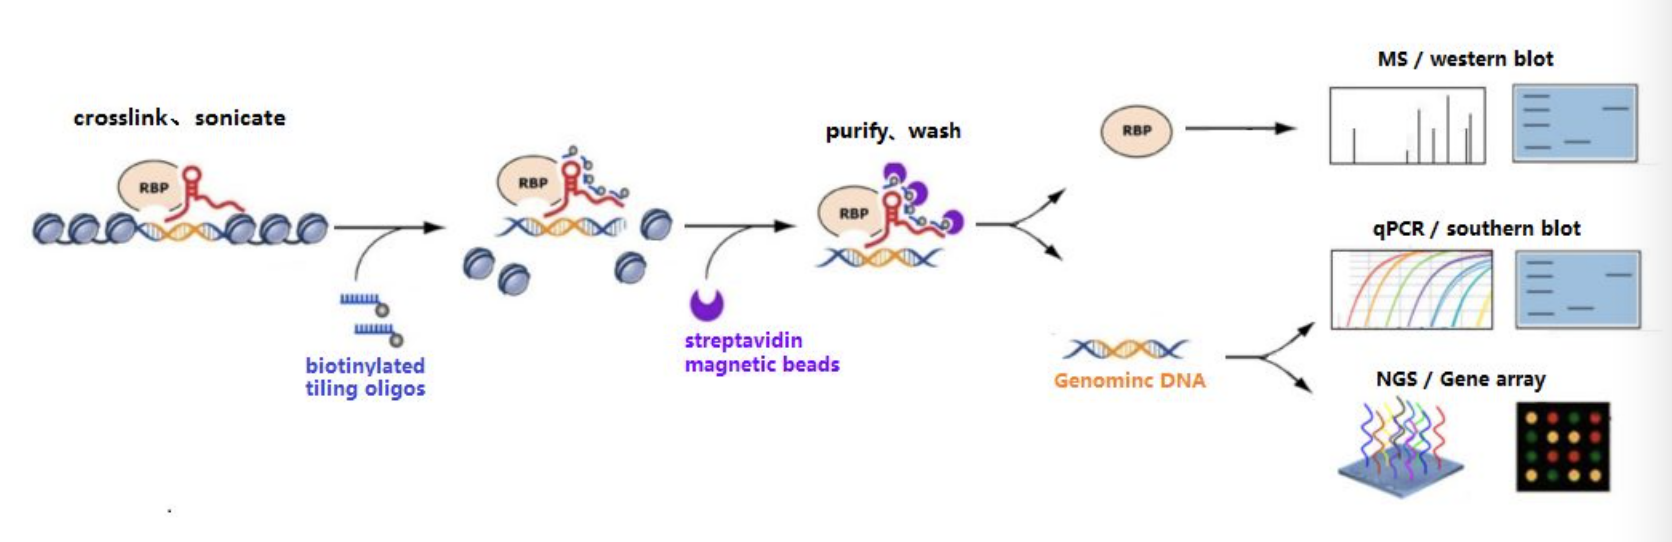 crosslink、sonicate
RBP
biotinylated
tiling oligos
RBP
streptavidin
magnetic beads
purify、wash
RBP
RBP
MS / western blot
qPCR / southern blot
Genominc DNA
NGS / Gene array